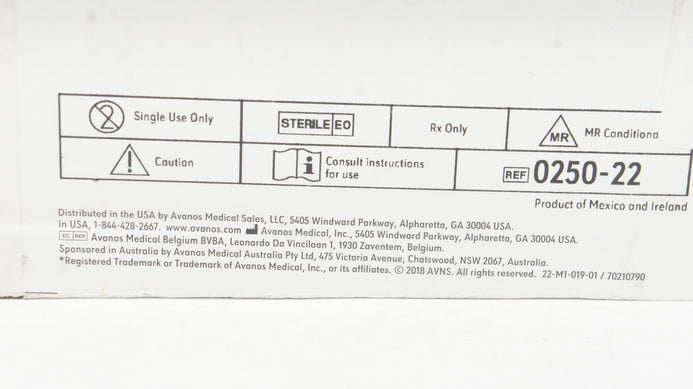 2 Single Use Only
STERILE EO
Rx Only
MR MR Conditiona
Caution
i Consult instructions
for use
REF 0250-22
Product of Mexico and Ireland
Distributed in the USA by Avanos Medical Sales, LLC, 5405 Windward Parkway, Alpharetta, GA 30004 USA.
In USA, 1-844-428-2667. www.avanos.com Avanos Medical, Inc., 5405 Windward Parkway, Alpharetta, GA 30004 USA.
EC REP Avanos Medical Belgium BVBA, Leonardo Da Vincilaan 1, 1930 Zaventem, Belgium.
Sponsored in Australia by Avanos Medical Australia Pty Ltd, 475 Victoria Avenue, Chatswood, NSW 2067, Australia.
*Registered Trademark or Trademark of Avanos Medical, Inc., or its affiliates. © 2018 AVNS. All rights reserved. 22-M1-019-01 / 70210790